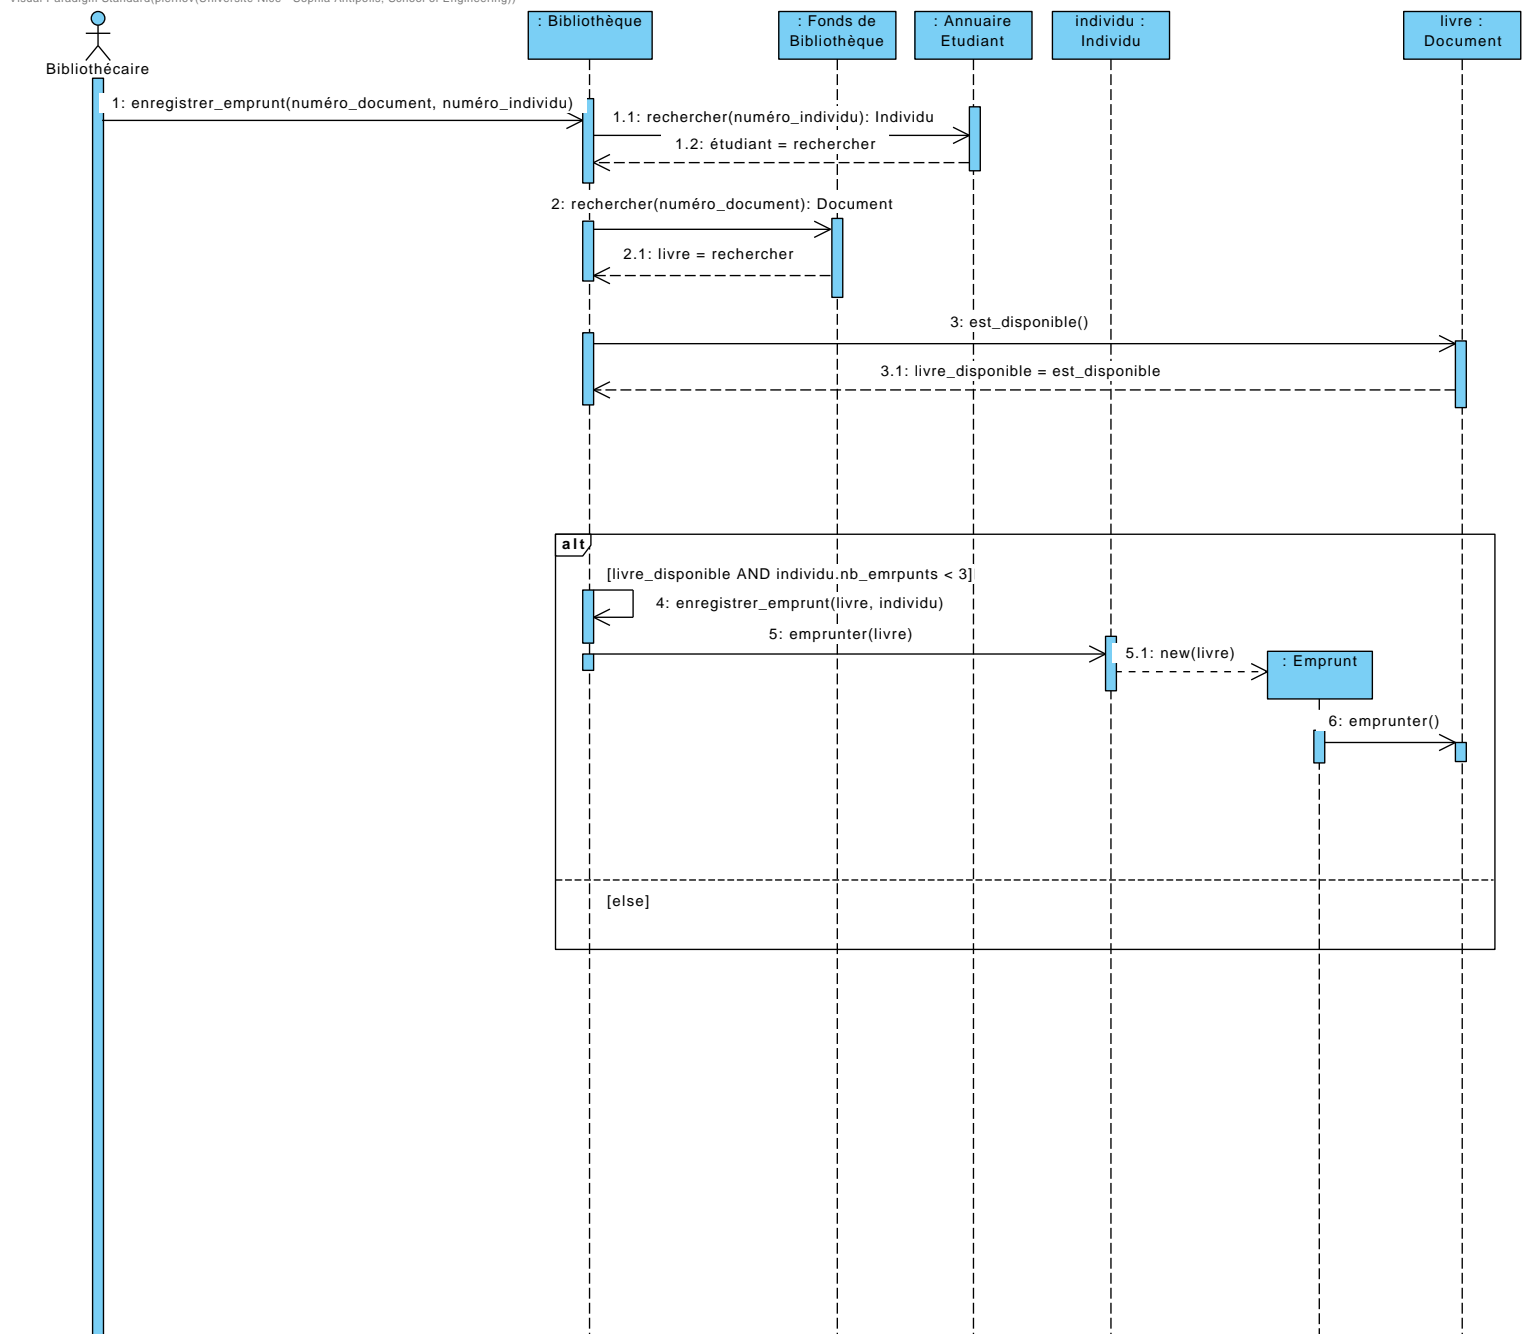 : Bibliothèque
: Fonds de
Bibliothèque
: Annuaire
Etudiant
individu :
Individu
livre :
Document
Bibliothécaire
1: enregistrer_emprunt(numéro_document, numéro_individu)
1.1: rechercher(numéro_individu): Individu
1.2: étudiant = rechercher
2: rechercher(numéro_document): Document
2.1: livre = rechercher
3: est_disponible()
3.1: livre_disponible = est_disponible
alt
[livre_disponible AND individu.nb_emrpunts < 3]
4: enregistrer_emprunt(livre, individu)
5: emprunter(livre)
5.1: new(livre)
: Emprunt
6: emprunter()
[else]